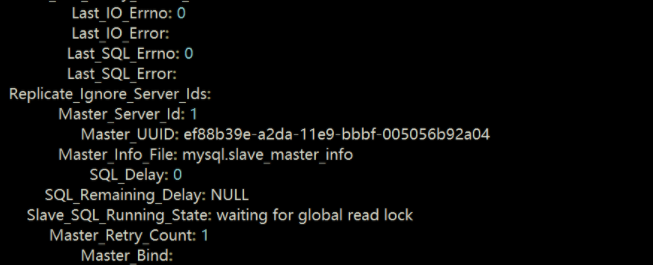 Last_IO_Errno: 0
Last_IO_Error:
Last_SQL_Errno: 0
Last_SQL_Error:
Replicate_Ignore_Server_Ids:
Master_Server_Id: 1
Master_UUID: ef88b39e-a2da-11e9-bbbf-005056b92a04
Master_Info_File: mysql.slave_master_info
SQL_Delay: 0
SQL_Remaining_Delay: NULL
Slave_SQL_Running_State: waiting for global read lock
Master_Retry_Count: 1
Master_Bind: